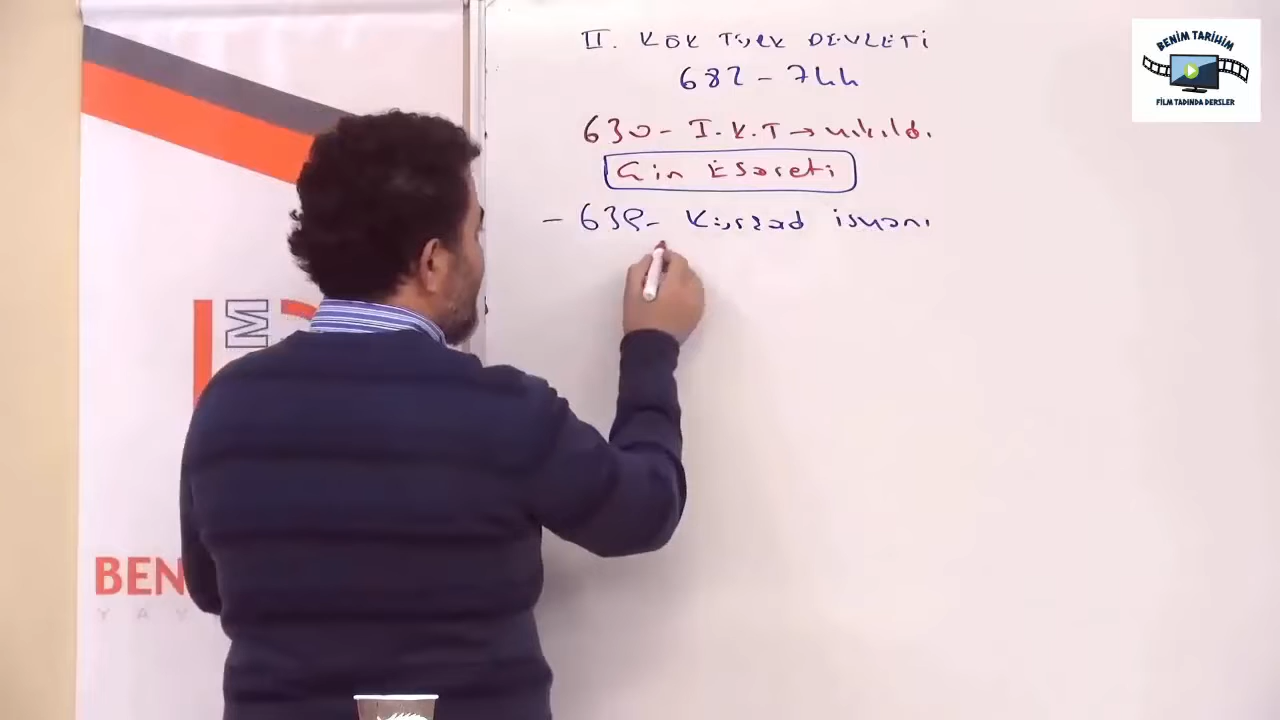 II. KÖK TÜRK DEVLETİ
682 - 744
630 - I. K.T → yıkıldı.
Çin Esareti
- 639 - Kürşad isyanı
BENİM TARİHİM
FİLM TADINDA DERSLER
M
BEN
YAY